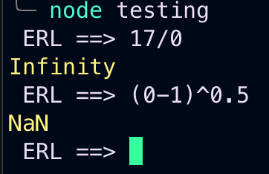 └─ node testing
ERL ==> 17/0
Infinity
ERL ==> (0-1)^0.5
NaN
ERL ==>